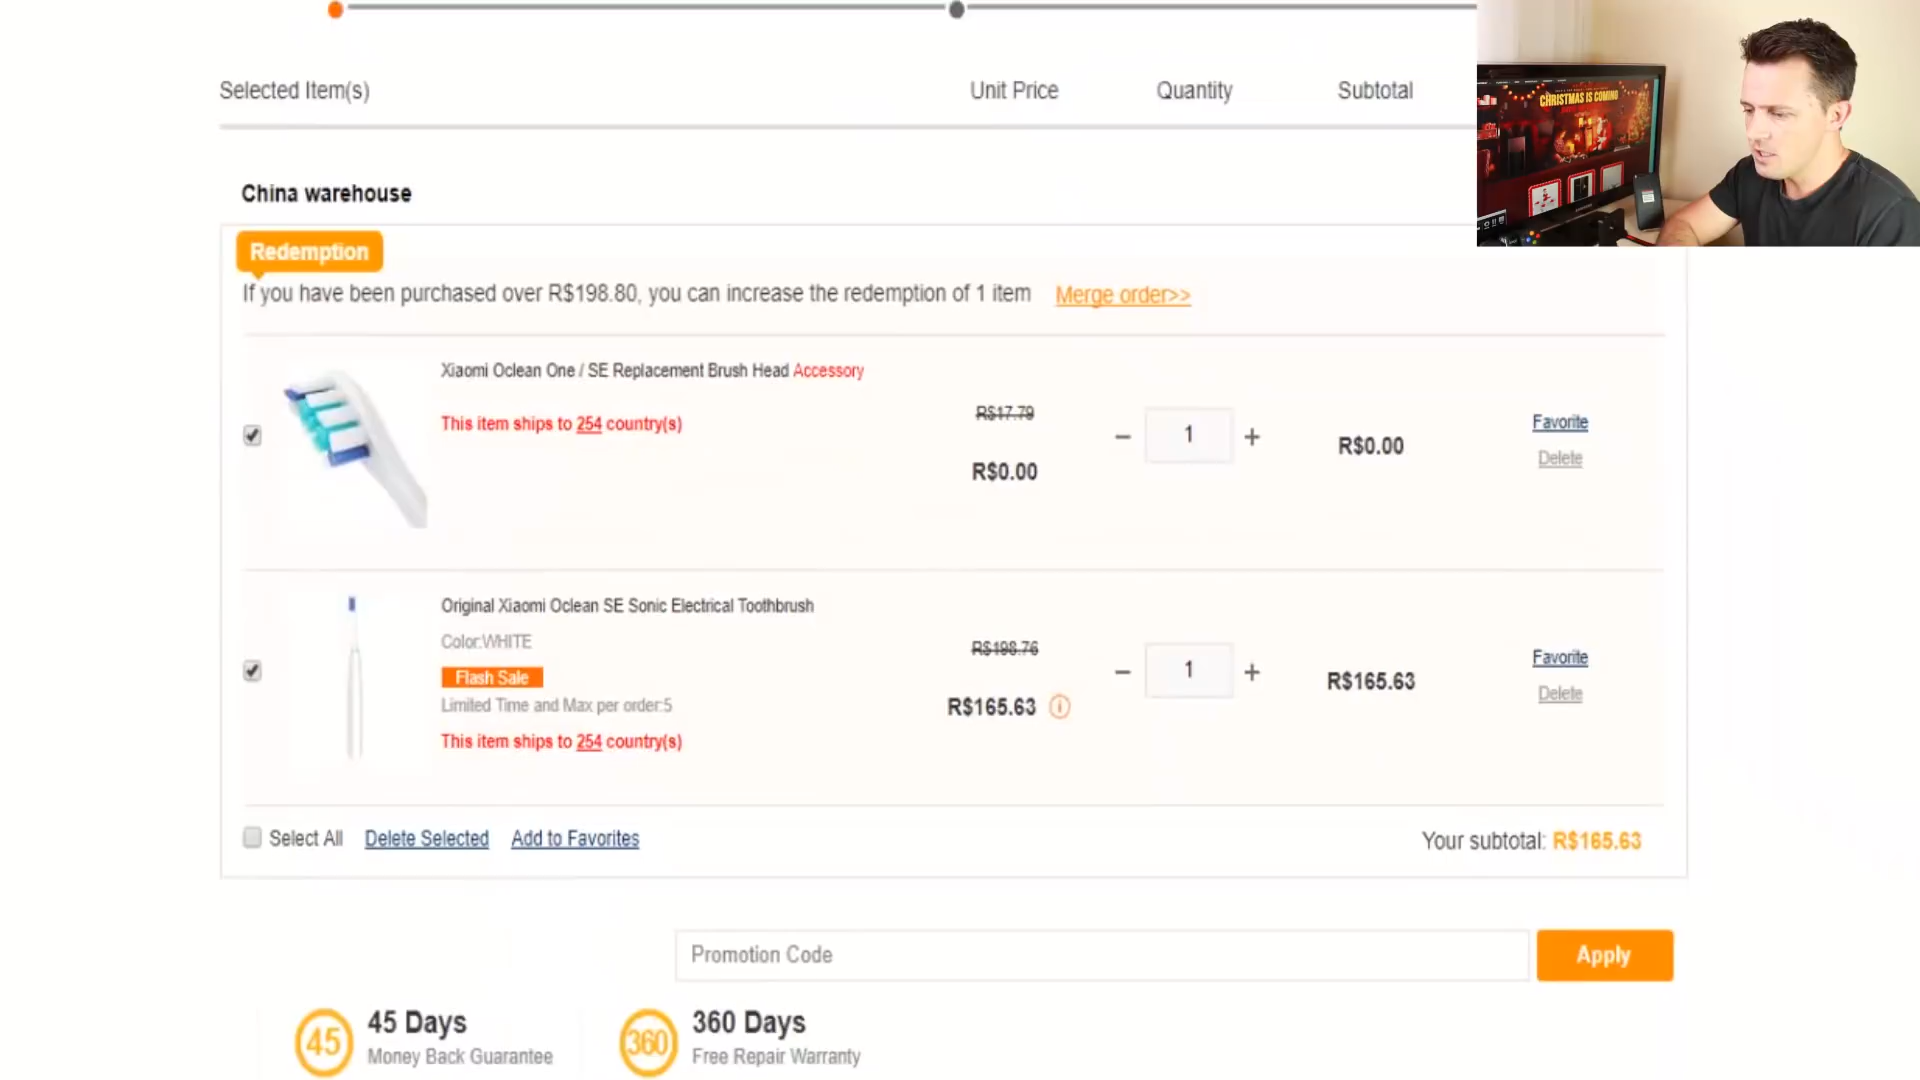 Selected Item(s) Unit Price Quantity Subtotal
CHRISTMAS IS COMING
China warehouse
Redemption
If you have been purchased over R$198.80, you can increase the redemption of 1 item Merge order>>
Xiaomi Oclean One / SE Replacement Brush Head Accessory
This item ships to 254 country(s)
R$17.79
R$0.00
− 1 +
R$0.00
Favorite
Delete
Original Xiaomi Oclean SE Sonic Electrical Toothbrush
Color:WHITE
Flash Sale
Limited Time and Max per order:5
This item ships to 254 country(s)
R$198.76
R$165.63
− 1 +
R$165.63
Favorite
Delete
Select All Delete Selected Add to Favorites Your subtotal: R$165.63
Promotion Code Apply
45 45 Days
Money Back Guarantee
360 360 Days
Free Repair Warranty